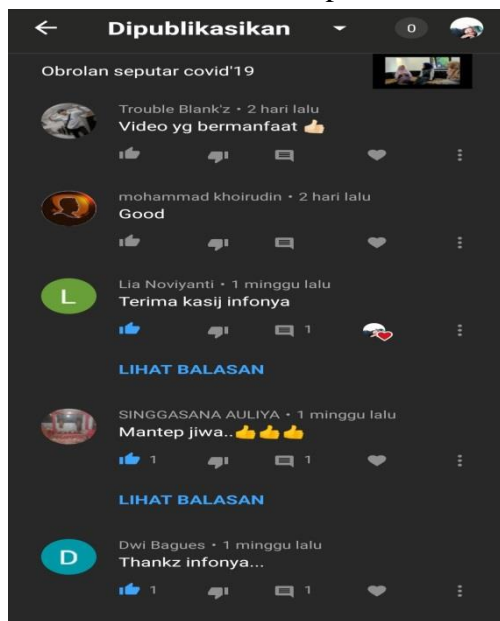 Dipublikasikan
0
Obrolan seputar covid'19
Trouble Blank'z • 2 hari lalu
Video yg bermanfaat 👍🏻
mohammad khoirudin • 2 hari lalu
Good
L
Lia Noviyanti • 1 minggu lalu
Terima kasij infonya
1
LIHAT BALASAN
SINGGASANA AULIYA • 1 minggu lalu
Mantep jiwa..👍👍👍
1 1
LIHAT BALASAN
D
Dwi Bagues • 1 minggu lalu
Thankz infonya...
1 1